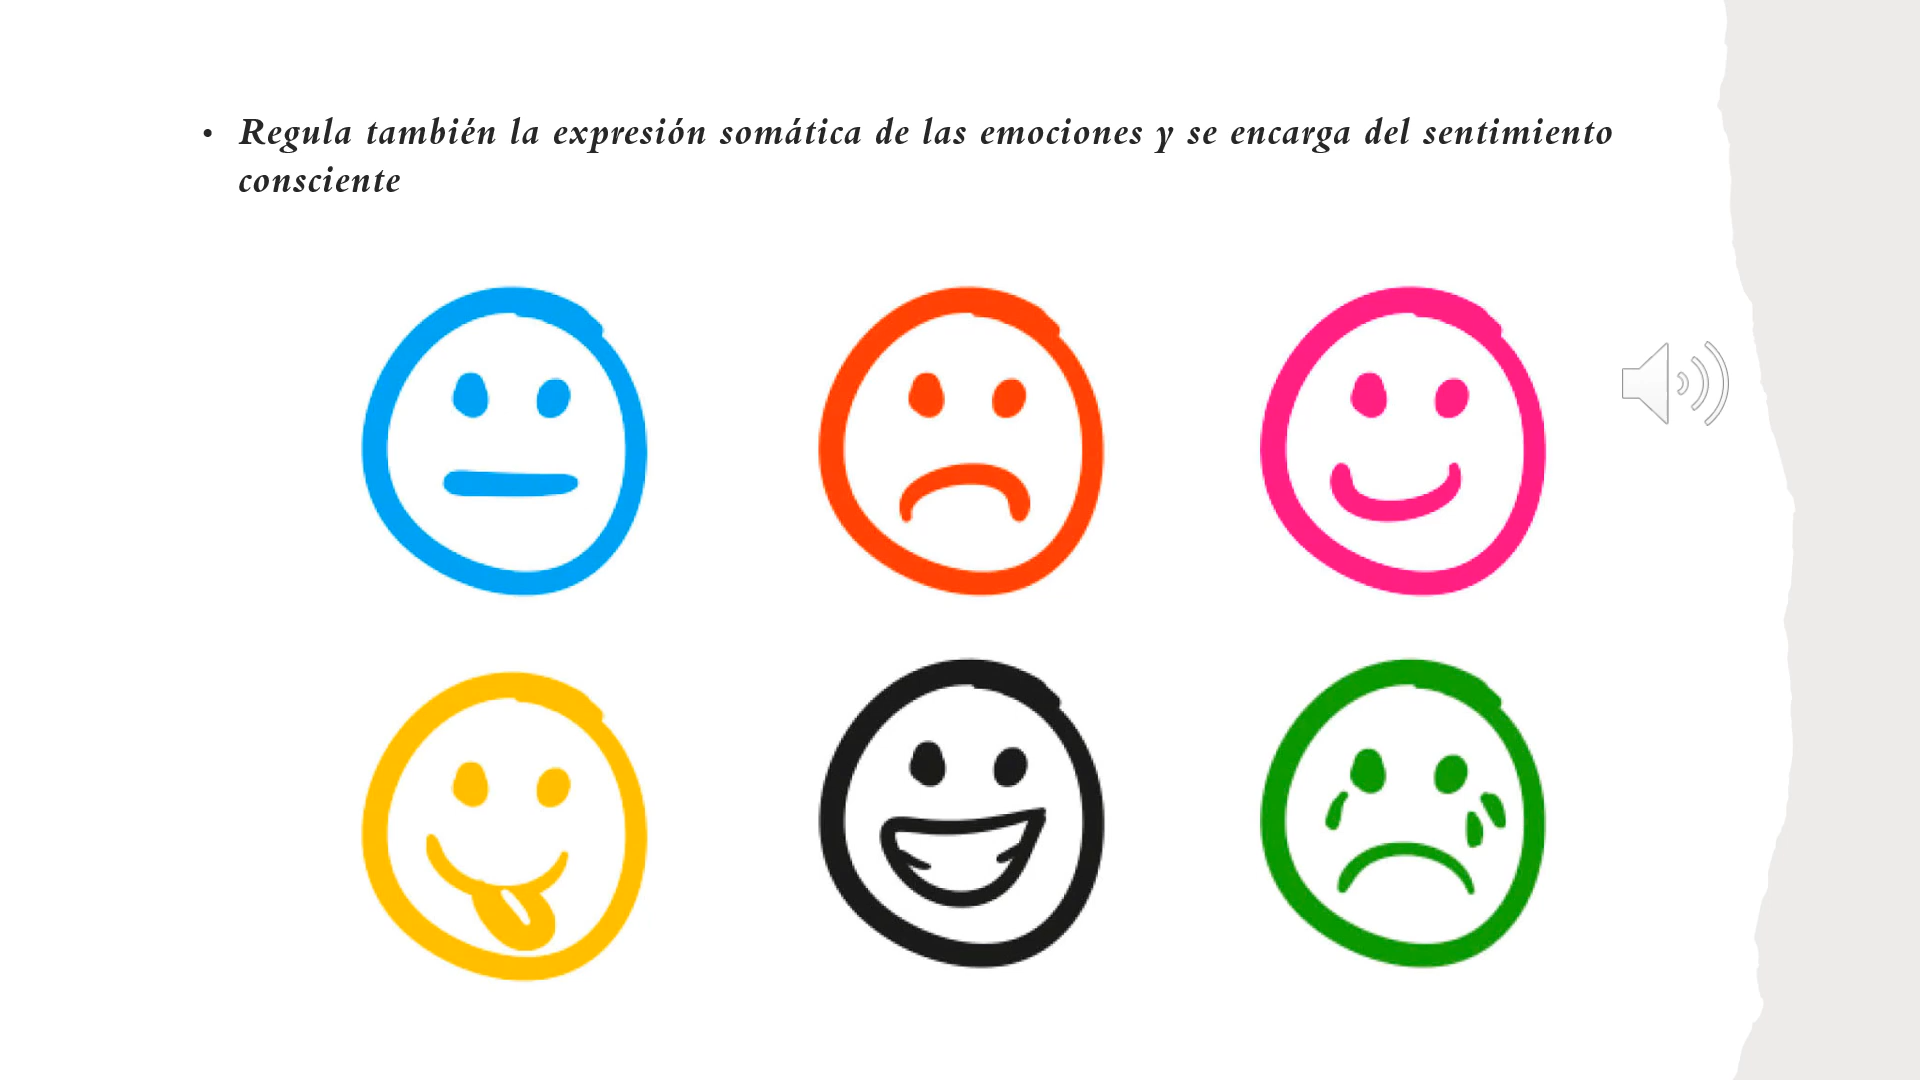 • Regula también la expresión somática de las emociones y se encarga del sentimiento
consciente